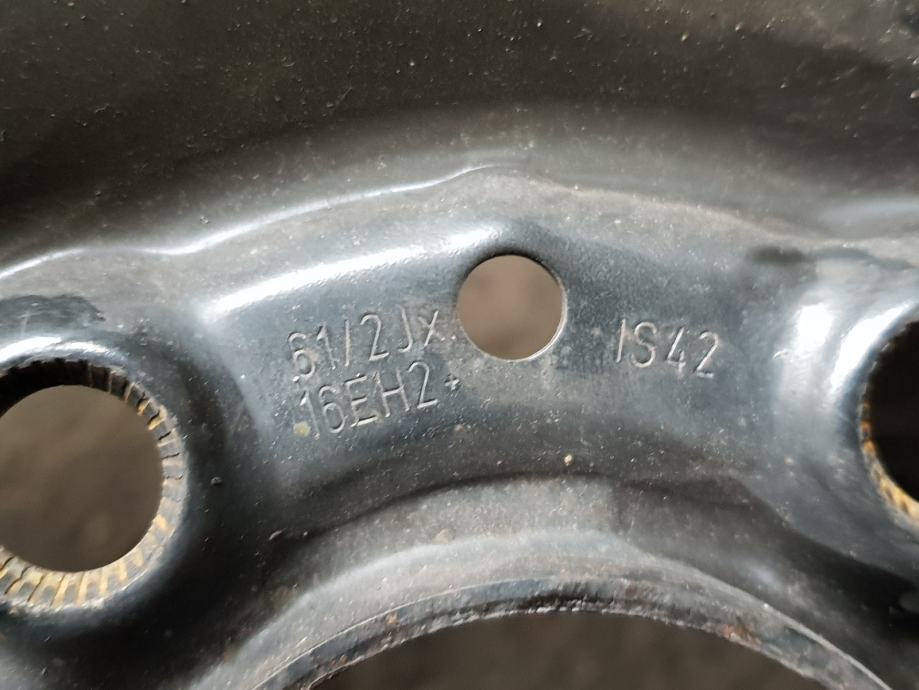 61/2Jx
16EH2+
IS42